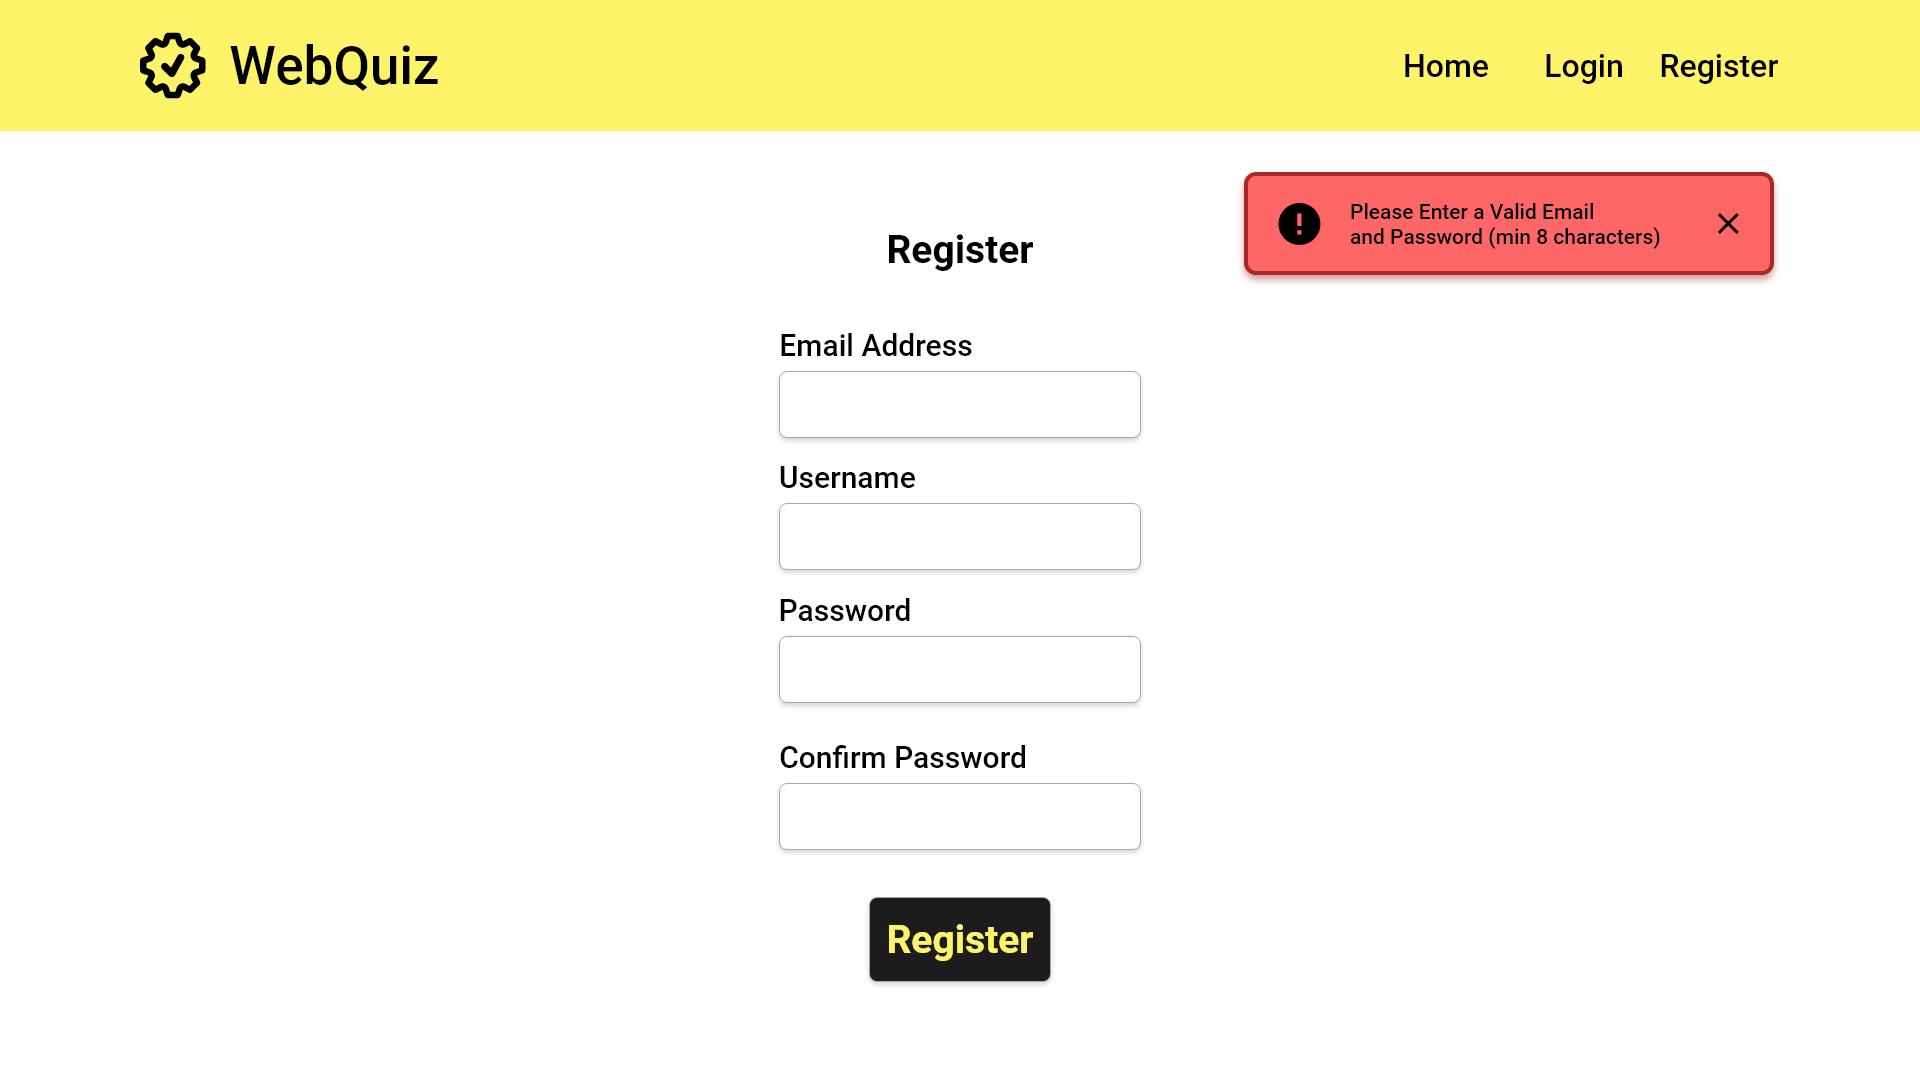 WebQuiz
Home
Login
Register
Please Enter a Valid Email
and Password (min 8 characters)
Register
Email Address
Username
Password
Confirm Password
Register